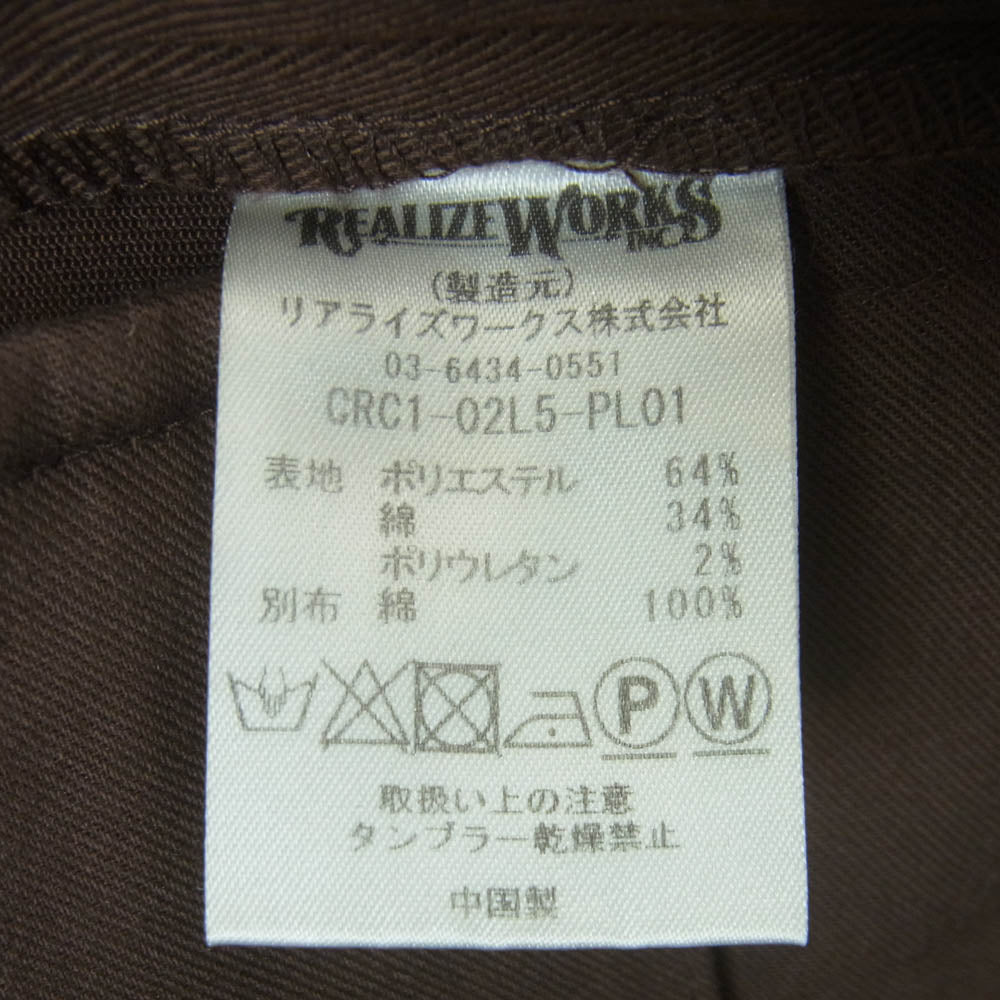 REALIZE WORKS
INC
(製造元)
リアライズワークス株式会社
03-6434-0551
CRC1-02L5-PL01
表地 ポリエステル 64%
綿 34%
ポリウレタン 2%
別布 綿 100%
P W
取扱い上の注意
タンブラー乾燥禁止
中国製